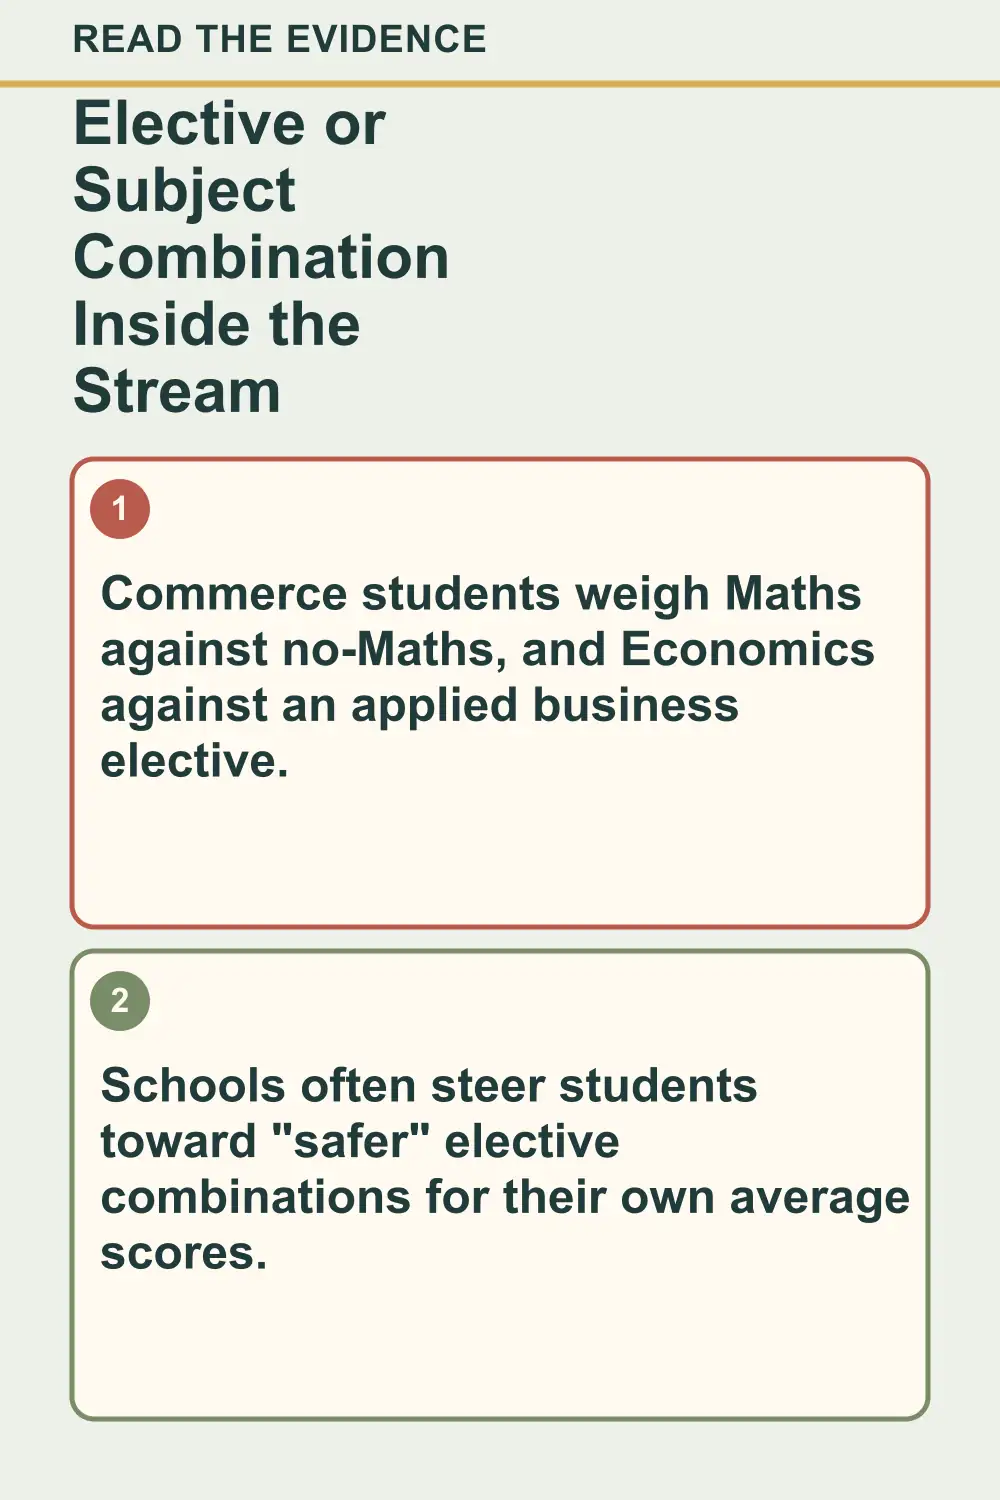 READ THE EVIDENCE
Elective or
Subject
Combination
Inside the
Stream
1
Commerce students weigh Maths
against no-Maths, and Economics
against an applied business
elective.
2
Schools often steer students
toward "safer" elective
combinations for their own average
scores.